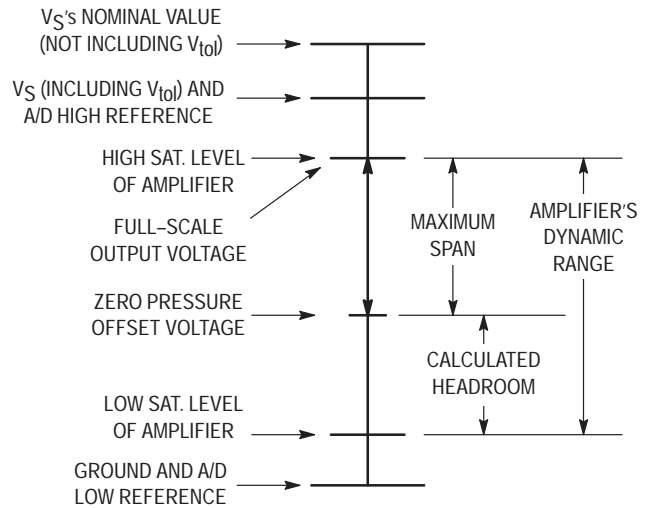 VS's NOMINAL VALUE
(NOT INCLUDING Vtol)
VS (INCLUDING Vtol) AND
A/D HIGH REFERENCE
HIGH SAT. LEVEL
OF AMPLIFIER
FULL–SCALE
OUTPUT VOLTAGE
MAXIMUM
SPAN
AMPLIFIER'S
DYNAMIC
RANGE
ZERO PRESSURE
OFFSET VOLTAGE
CALCULATED
HEADROOM
LOW SAT. LEVEL
OF AMPLIFIER
GROUND AND A/D
LOW REFERENCE